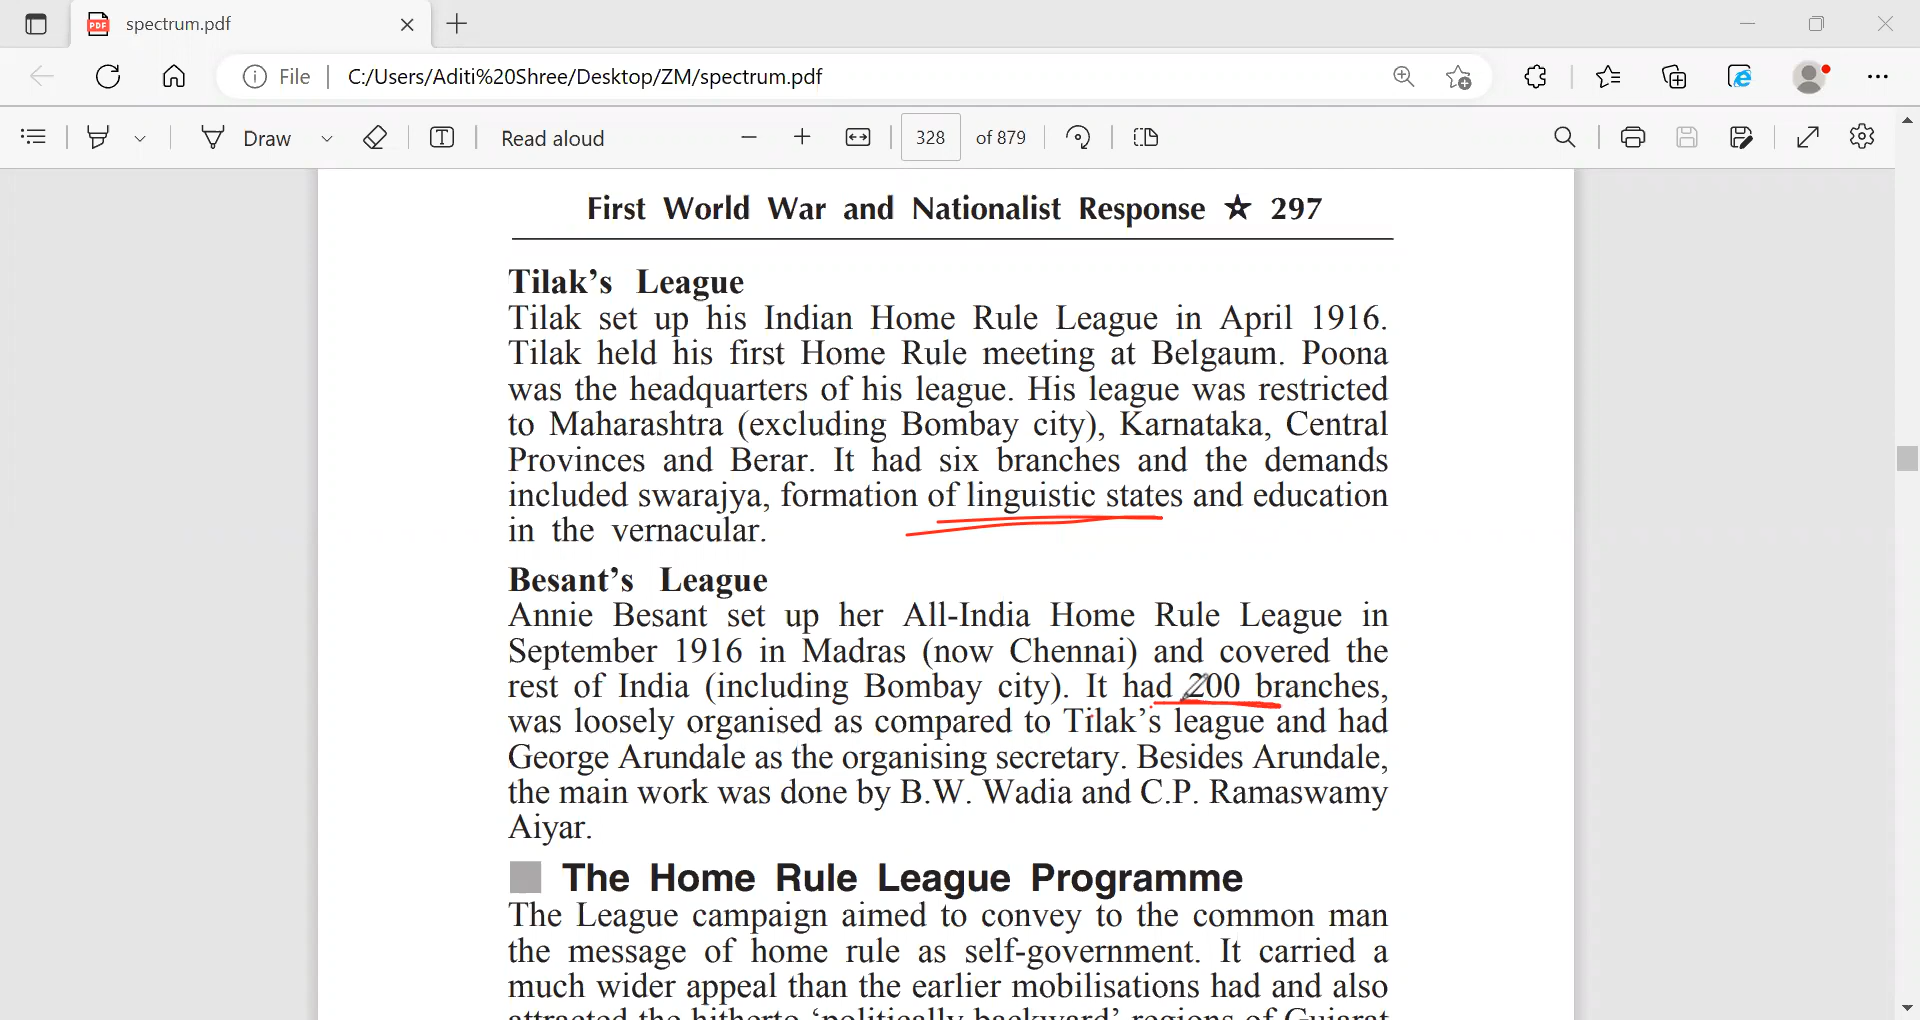 spectrum.pdf
File C:/Users/Aditi%20Shree/Desktop/ZM/spectrum.pdf
Draw Read aloud 328 of 879
First World War and Nationalist Response ☆ 297
Tilak’s League
Tilak set up his Indian Home Rule League in April 1916.
Tilak held his first Home Rule meeting at Belgaum. Poona
was the headquarters of his league. His league was restricted
to Maharashtra (excluding Bombay city), Karnataka, Central
Provinces and Berar. It had six branches and the demands
included swarajya, formation of linguistic states and education
in the vernacular.
Besant’s League
Annie Besant set up her All-India Home Rule League in
September 1916 in Madras (now Chennai) and covered the
rest of India (including Bombay city). It had 200 branches,
was loosely organised as compared to Tilak’s league and had
George Arundale as the organising secretary. Besides Arundale,
the main work was done by B.W. Wadia and C.P. Ramaswamy
Aiyar.
The Home Rule League Programme
The League campaign aimed to convey to the common man
the message of home rule as self-government. It carried a
much wider appeal than the earlier mobilisations had and also
attracted the hitherto ‘politically backward’ regions of Gujarat